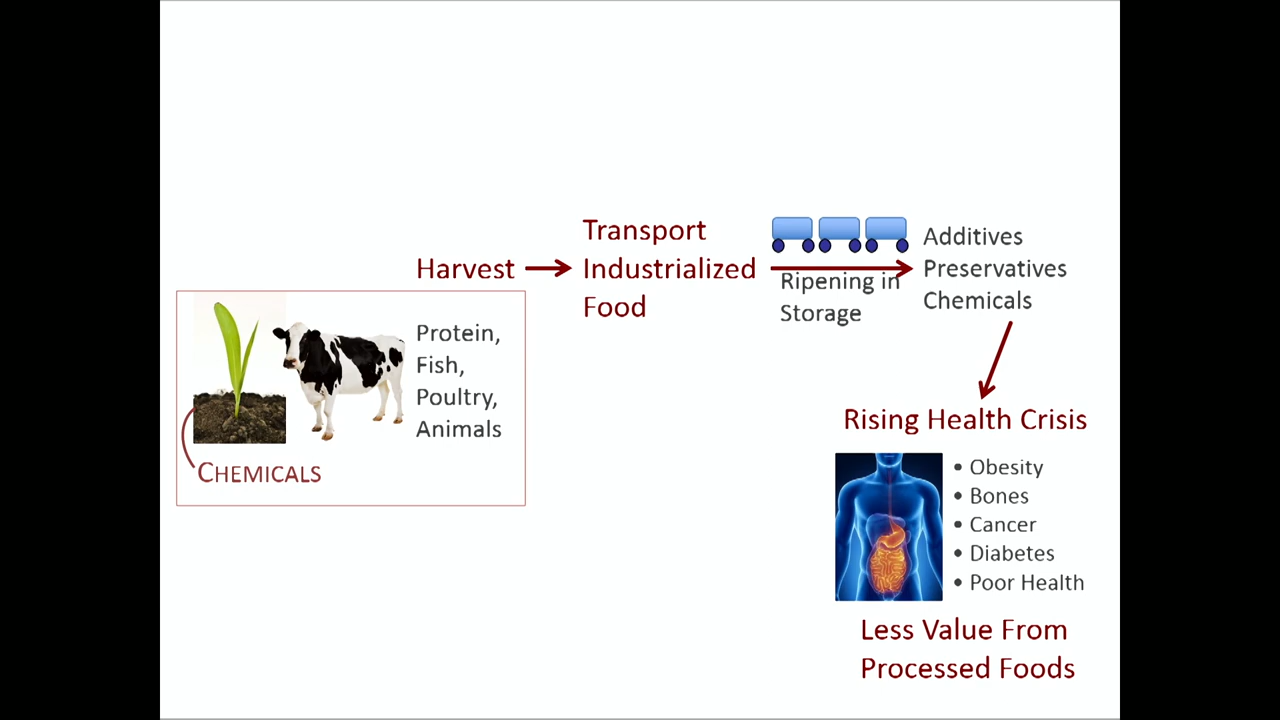 Harvest
Transport
Industrialized
Food
Ripening in
Storage
Additives
Preservatives
Chemicals
Protein,
Fish,
Poultry,
Animals
CHEMICALS
Rising Health Crisis
• Obesity
• Bones
• Cancer
• Diabetes
• Poor Health
Less Value From
Processed Foods